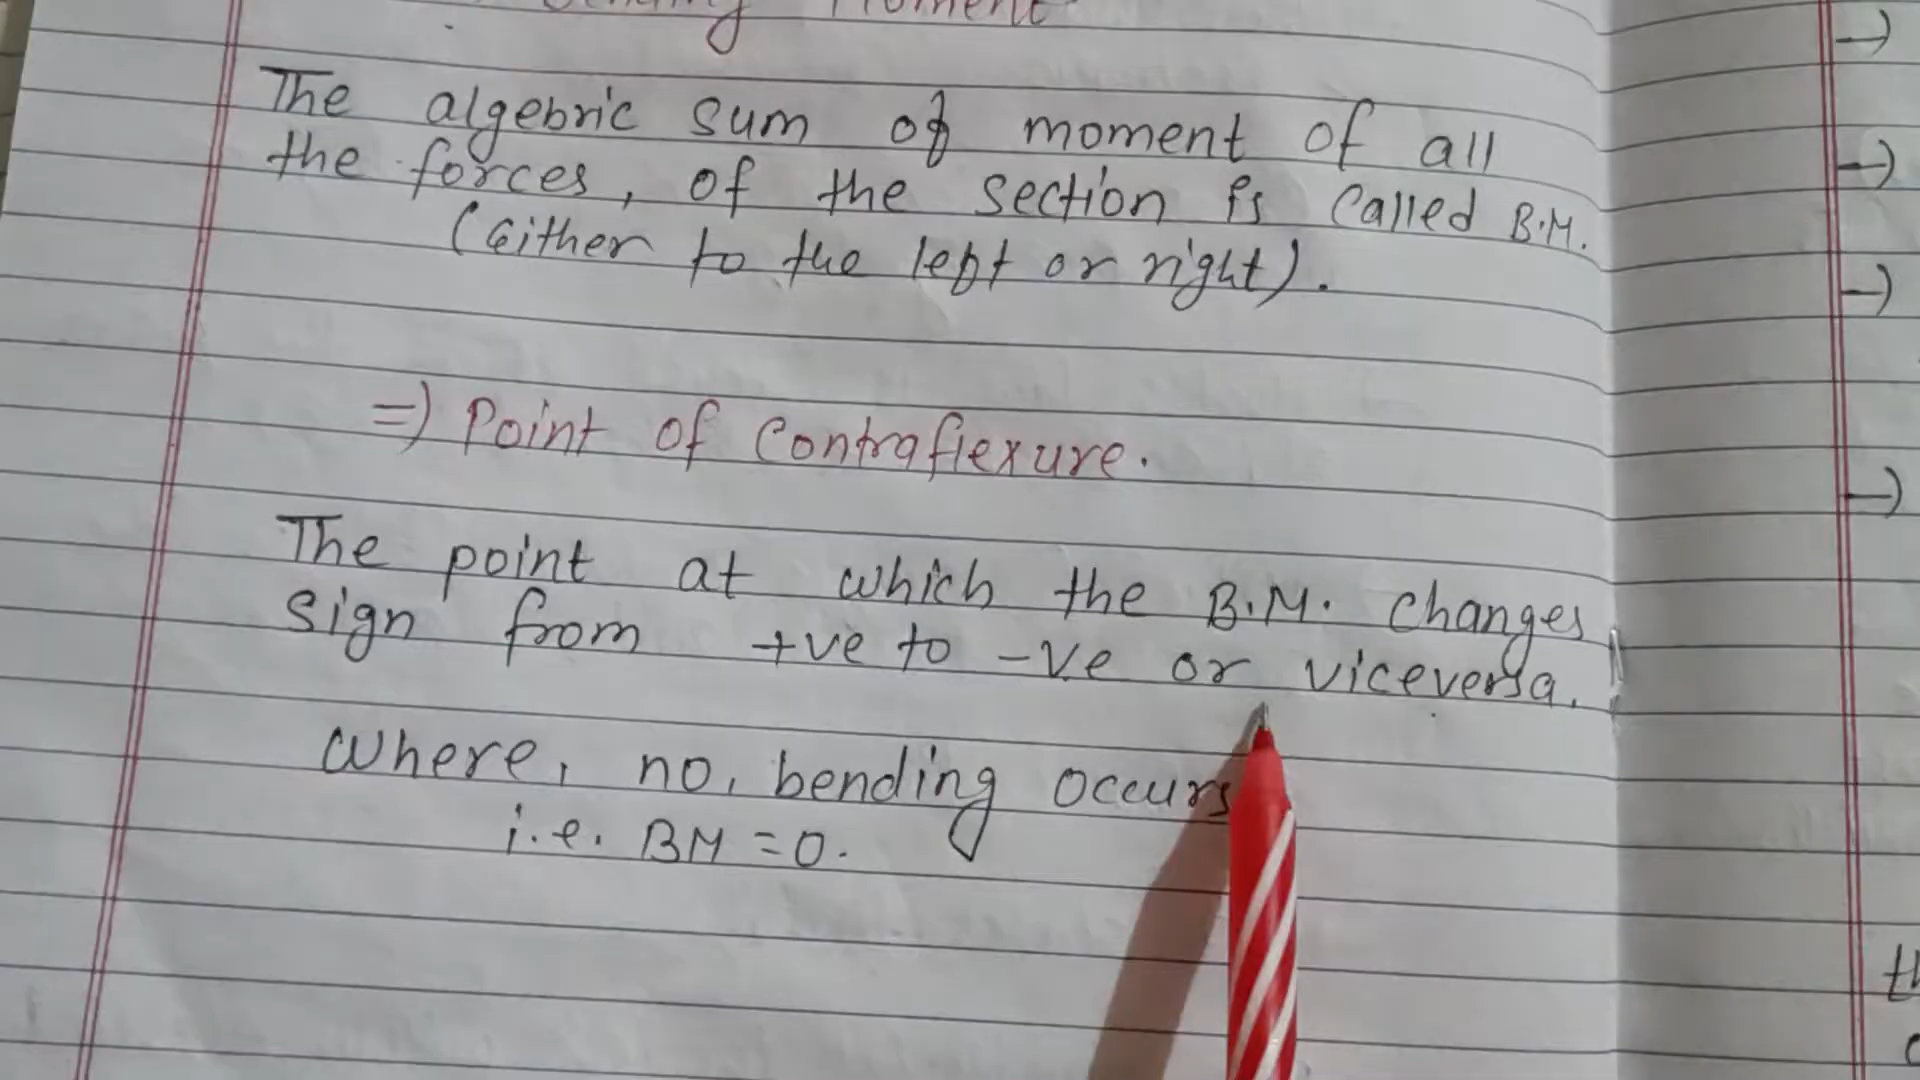 Bending Moment
The algebric sum of moment of all
the forces, of the section is called B.M.
(either to the left or right).
=) Point of Contraflexure.
The point at which the B.M. changes
sign from +ve to -ve or viceversa.
Where, no, bending occurs
i.e. BM = 0.